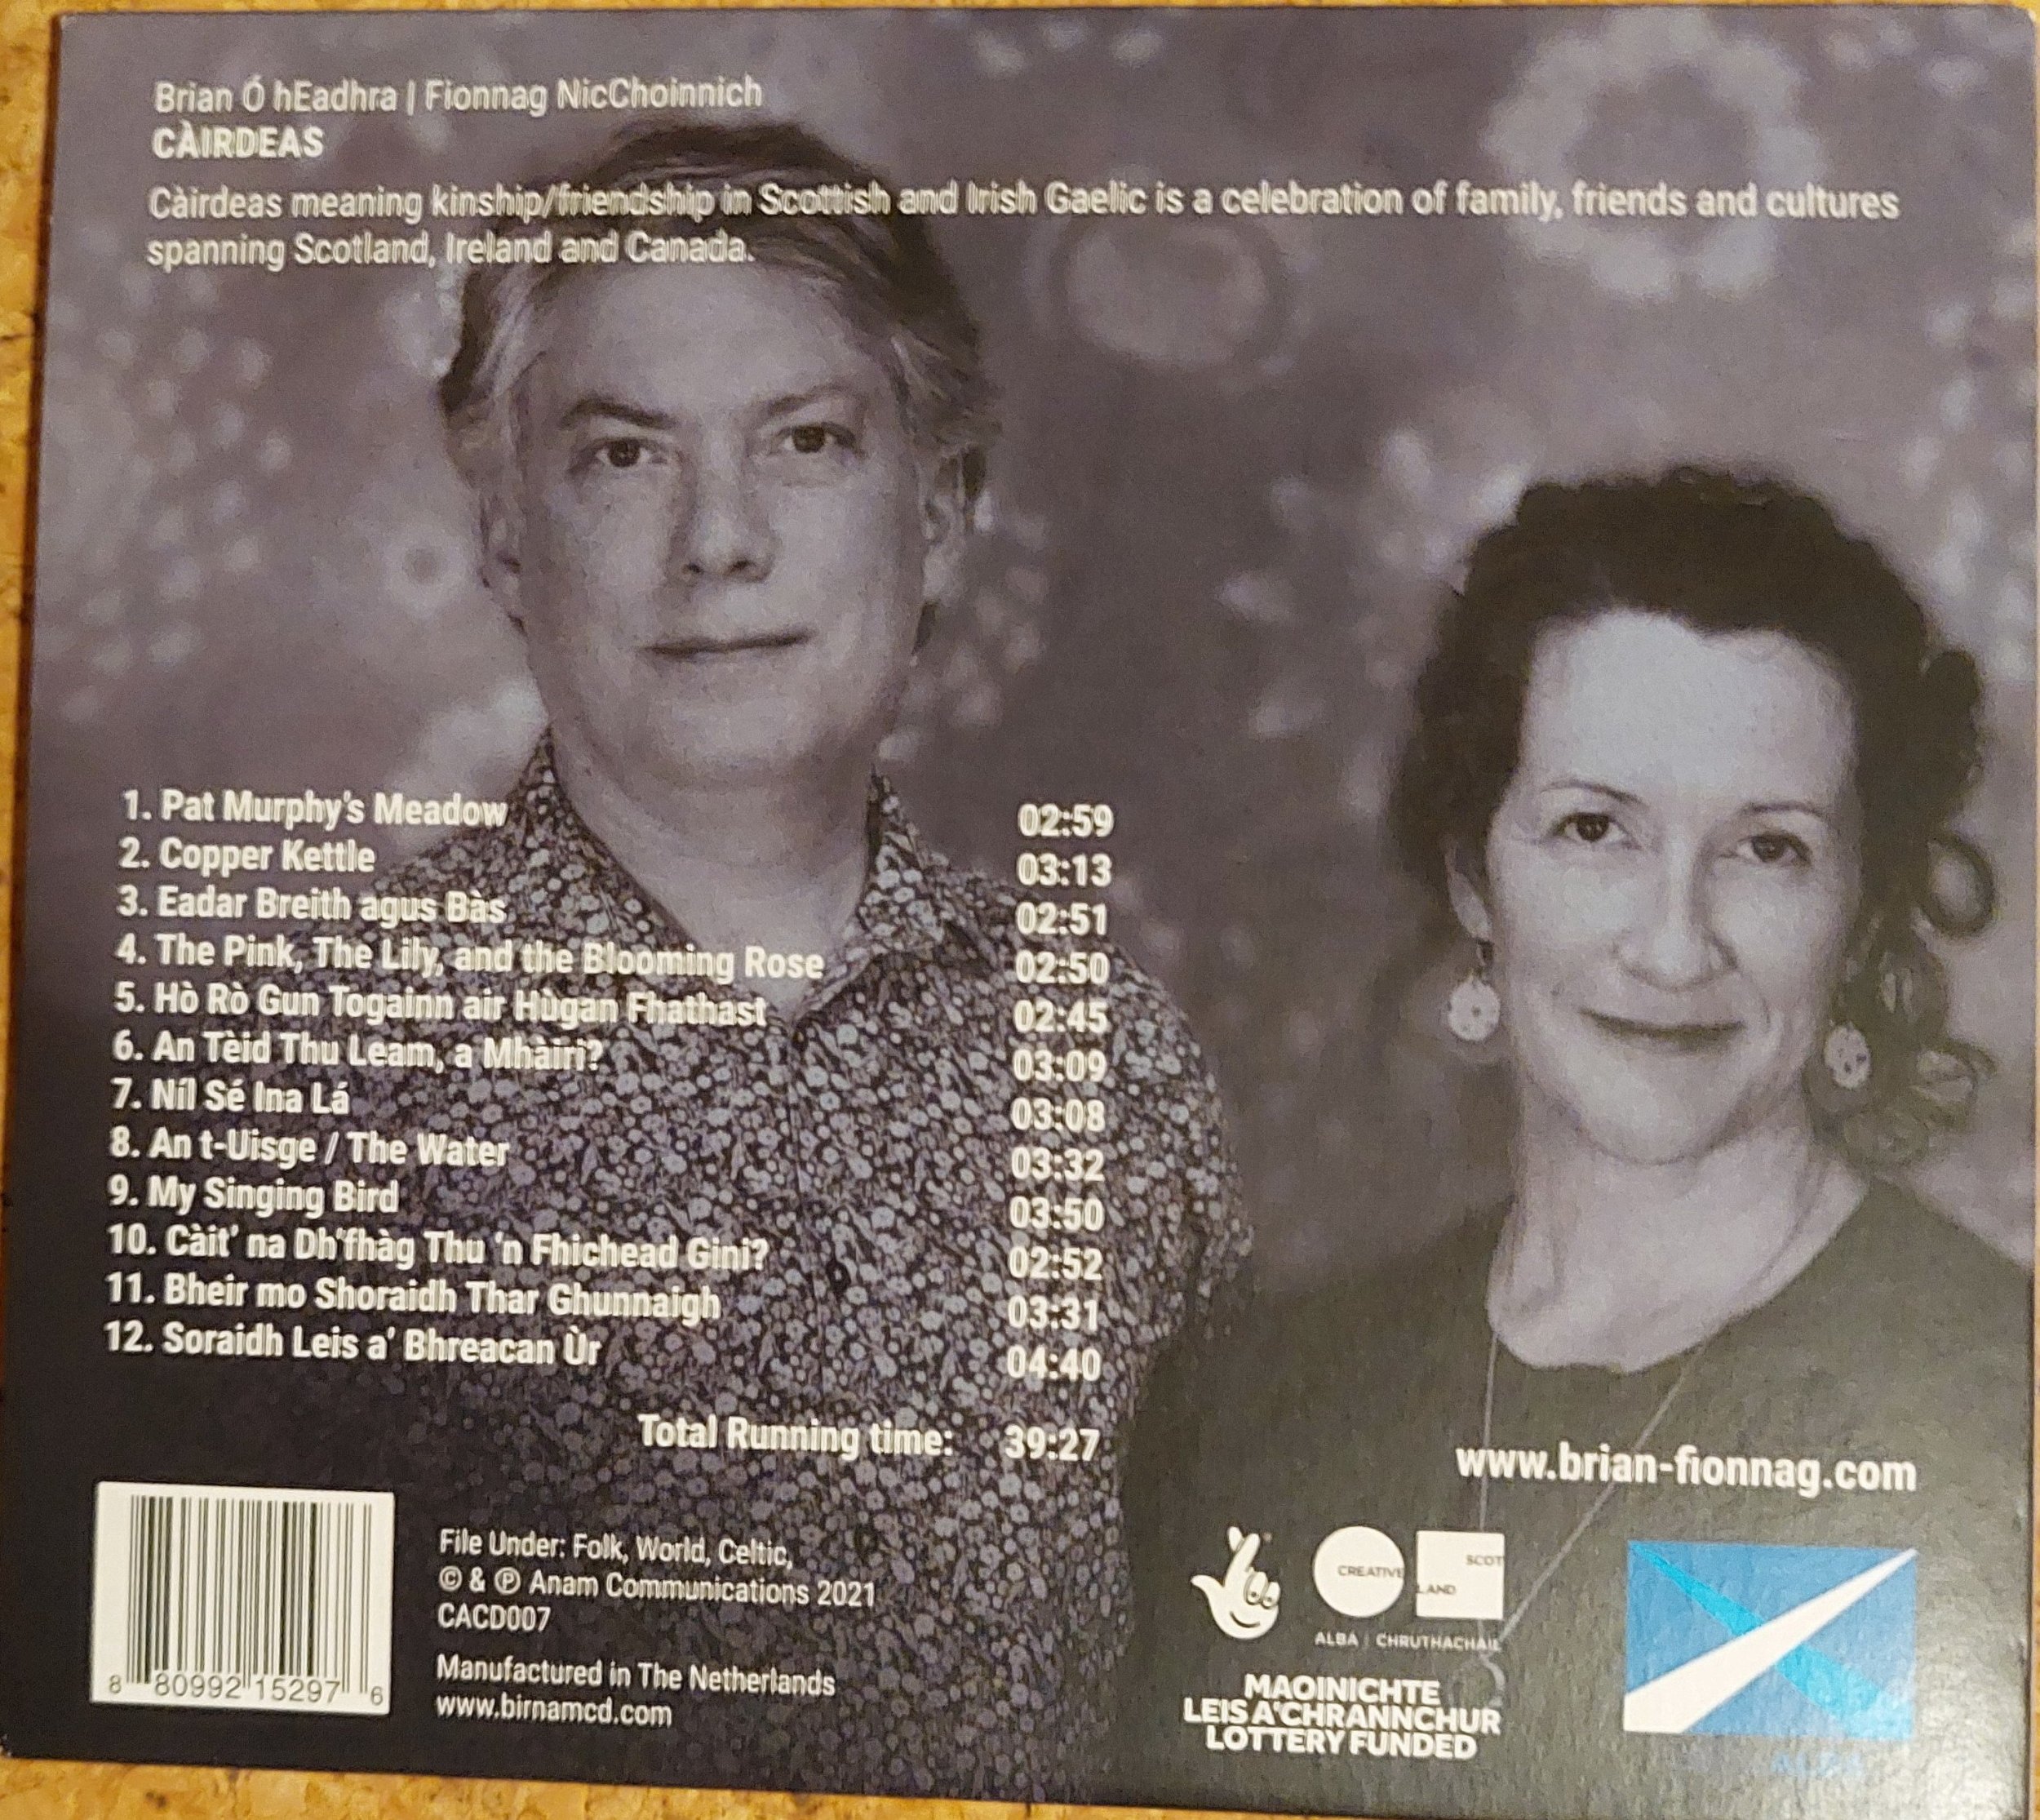 Brian Ó hEadhra | Fionnag NicChoinnich
CÀIRDEAS
Càirdeas meaning kinship/friendship in Scottish and Irish Gaelic is a celebration of family, friends and cultures
spanning Scotland, Ireland and Canada.
1. Pat Murphy's Meadow 02:59
2. Copper Kettle 03:13
3. Eadar Breith agus Bàs 02:51
4. The Pink, The Lily, and the Blooming Rose 02:50
5. Hò Rò Gun Togainn air Hùgan Fhathast 02:45
6. An Tèid Thu Leam, a Mhàiri? 03:09
7. Níl Sé Ina Lá 03:08
8. An t-Uisge / The Water 03:32
9. My Singing Bird 03:50
10. Càit' na Dh'fhàg Thu 'n Fhichead Gini? 02:52
11. Bheir mo Shoraidh Thar Ghunnaigh 03:31
12. Soraidh Leis a' Bhreacan Ùr 04:40
Total Running time: 39:27
www.brian-fionnag.com
8 80992 15297 6
File Under: Folk, World, Celtic,
© & ℗ Anam Communications 2021
CACD007
Manufactured in The Netherlands
www.birnamcd.com
CREATIVE SCOT
LAND
ALBA | CHRUTHACHAIL
MAOINICHTE
LEIS A'CHRANNCHUR
LOTTERY FUNDED
ALBA